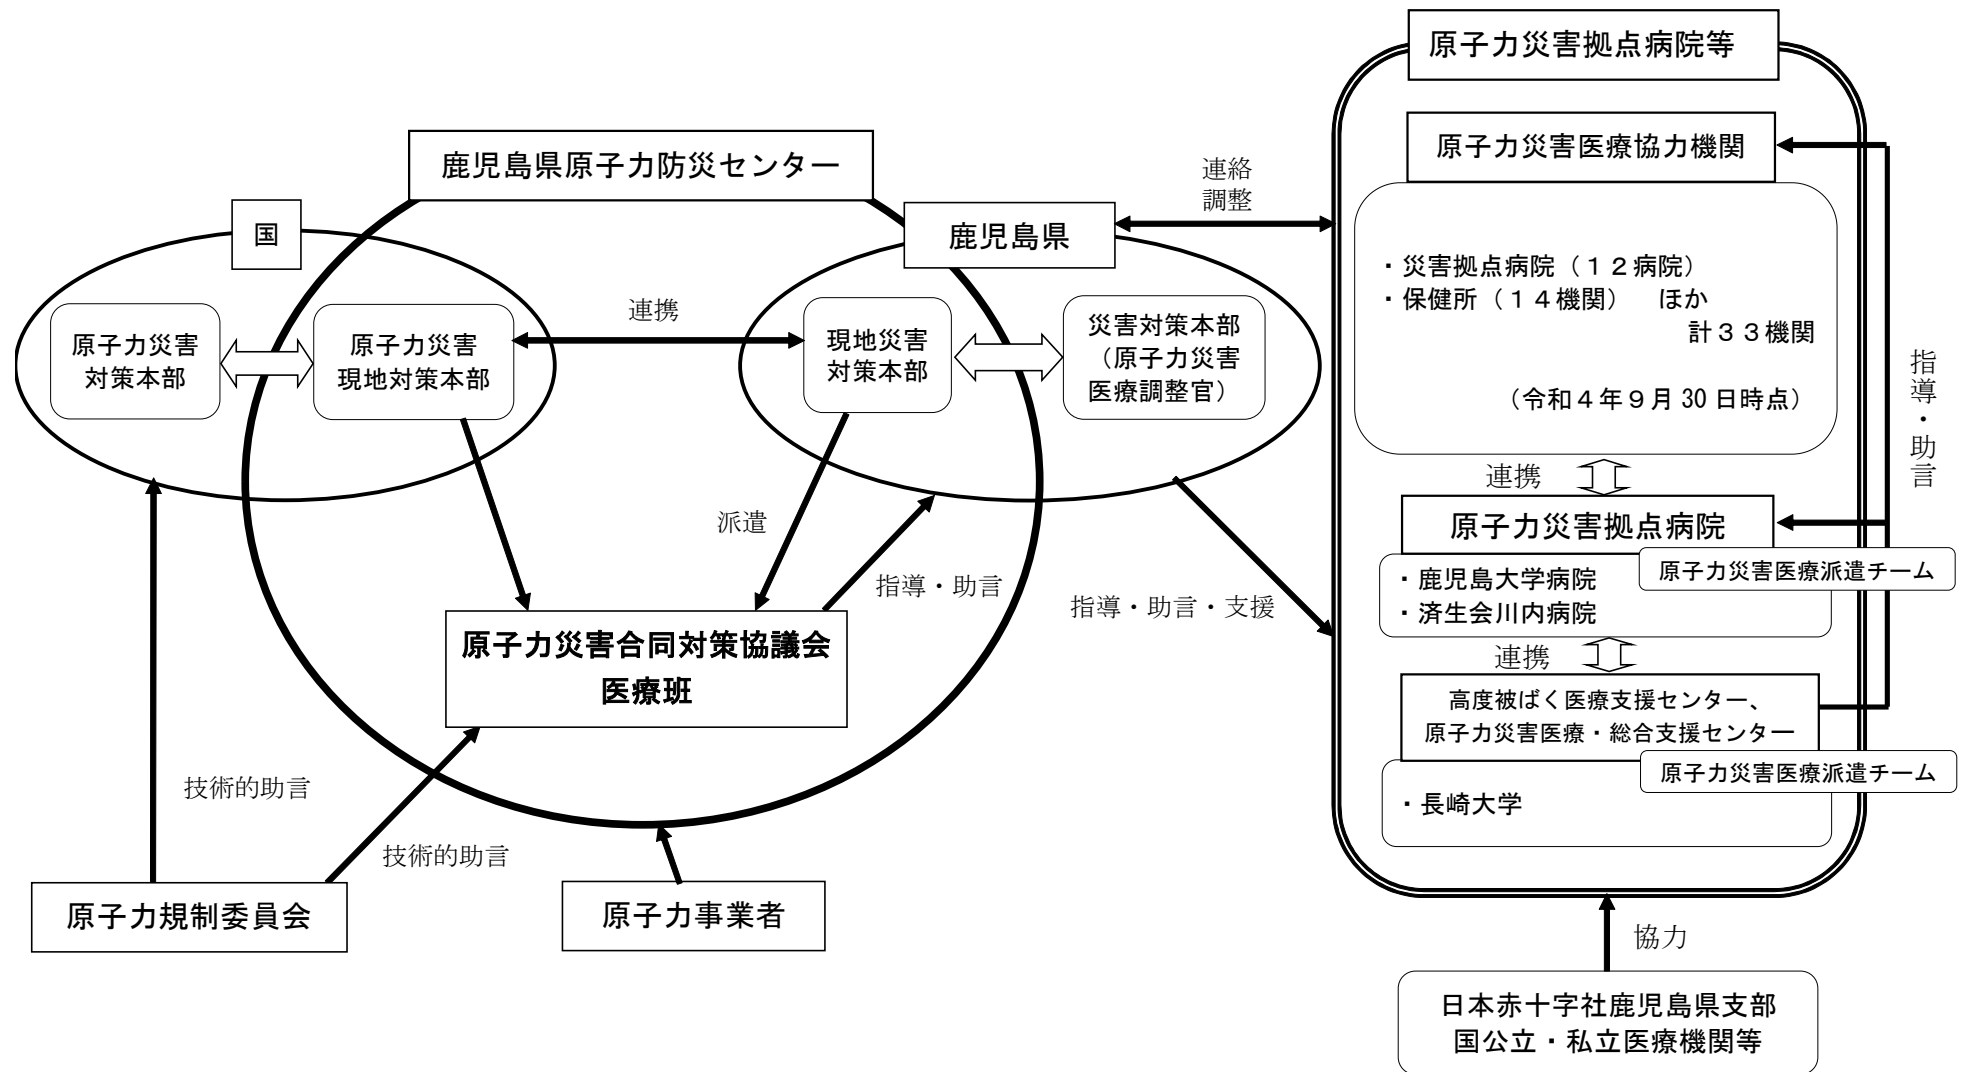 原子力災害拠点病院等
鹿児島県原子力防災センター
国
鹿児島県
連絡
調整
原子力災害医療協力機関
・災害拠点病院（１２病院）
・保健所（１４機関）　ほか
計３３機関
（令和４年９月30日時点）
原子力災害
対策本部
原子力災害
現地対策本部
連携
現地災害
対策本部
災害対策本部
（原子力災害
医療調整官）
指導・助言
連携
原子力災害拠点病院
原子力災害医療派遣チーム
・鹿児島大学病院
・済生会川内病院
派遣
指導・助言
指導・助言・支援
原子力災害合同対策協議会
医療班
連携
高度被ばく医療支援センター、
原子力災害医療・総合支援センター
原子力災害医療派遣チーム
・長崎大学
技術的助言
技術的助言
原子力規制委員会
原子力事業者
協力
日本赤十字社鹿児島県支部
国公立・私立医療機関等